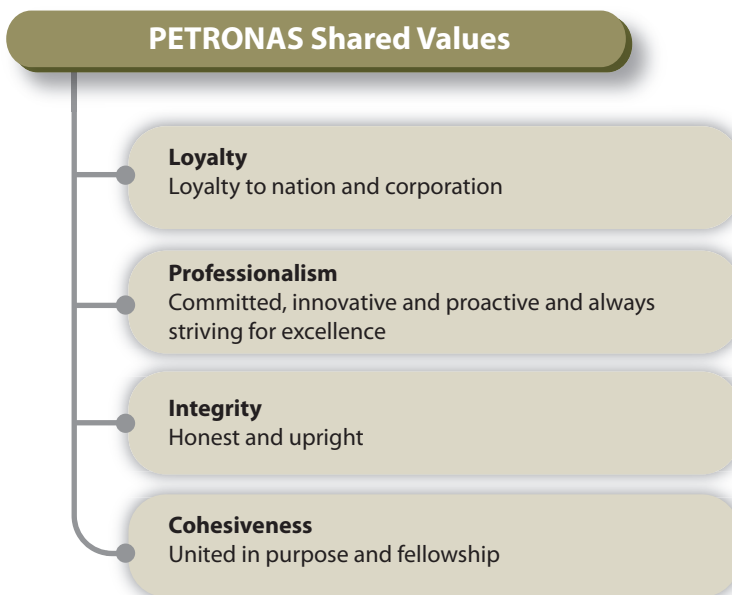 PETRONAS Shared Values
Loyalty
Loyalty to nation and corporation
Professionalism
Committed, innovative and proactive and always
striving for excellence
Integrity
Honest and upright
Cohesiveness
United in purpose and fellowship